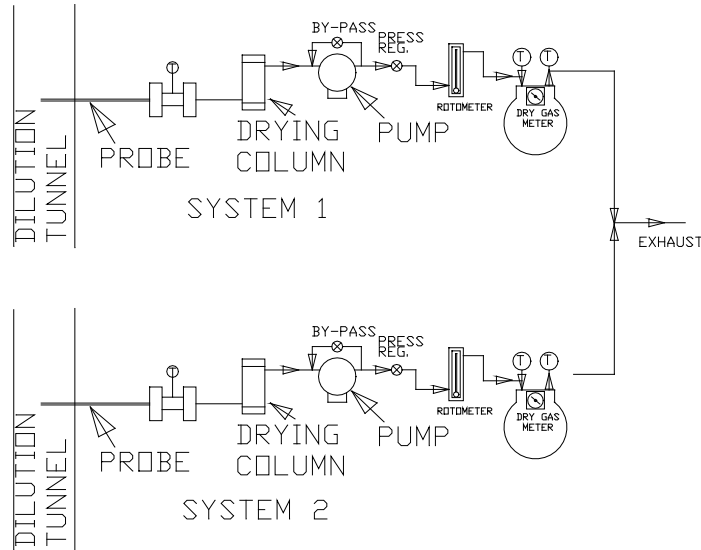 BY-PASS
PRESS
REG.
T
T T
ROTOMETER
DRY GAS
METER
DILUTION
TUNNEL
PROBE
DRYING
COLUMN
PUMP
SYSTEM 1
EXHAUST
BY-PASS
PRESS
REG.
T
T T
ROTOMETER
DRY GAS
METER
DILUTION
TUNNEL
PROBE
DRYING
COLUMN
PUMP
SYSTEM 2